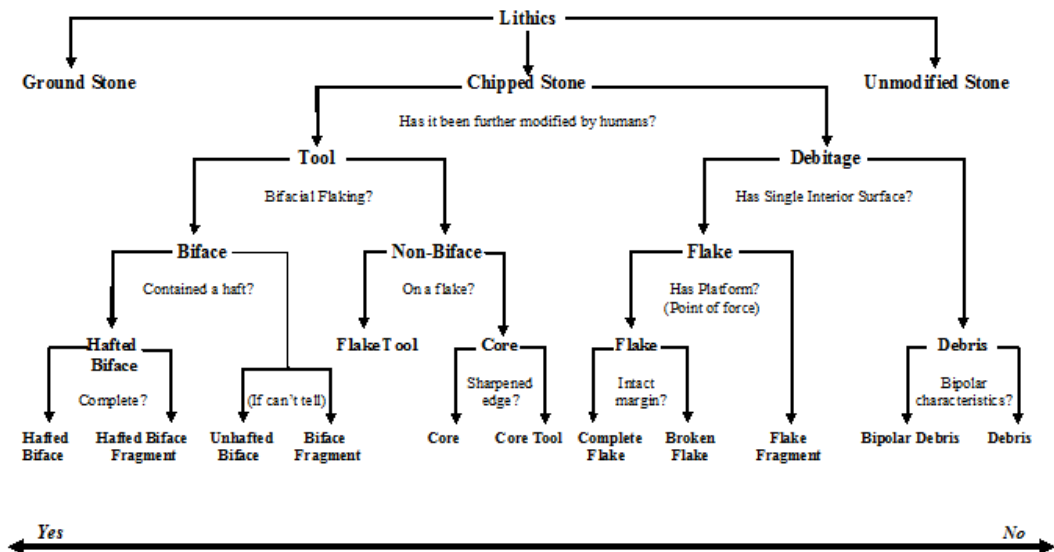 Lithics
Ground Stone
Chipped Stone
Unmodified Stone
Has it been further modified by humans?
Tool
Debitage
Bifacial Flaking?
Has Single Interior Surface?
Biface
Non-Biface
Flake
Contained a haft?
On a flake?
Has Platform?
(Point of force)
Hafted
Biface
Flake Tool
Core
Flake
Debris
Complete?
(If can't tell)
Sharpened
edge?
Intact
margin?
Bipolar
characteristics?
Hafted
Biface
Hafted Biface
Fragment
Unhafted
Biface
Biface
Fragment
Core
Core Tool
Complete
Flake
Broken
Flake
Flake
Fragment
Bipolar Debris
Debris
Yes
No